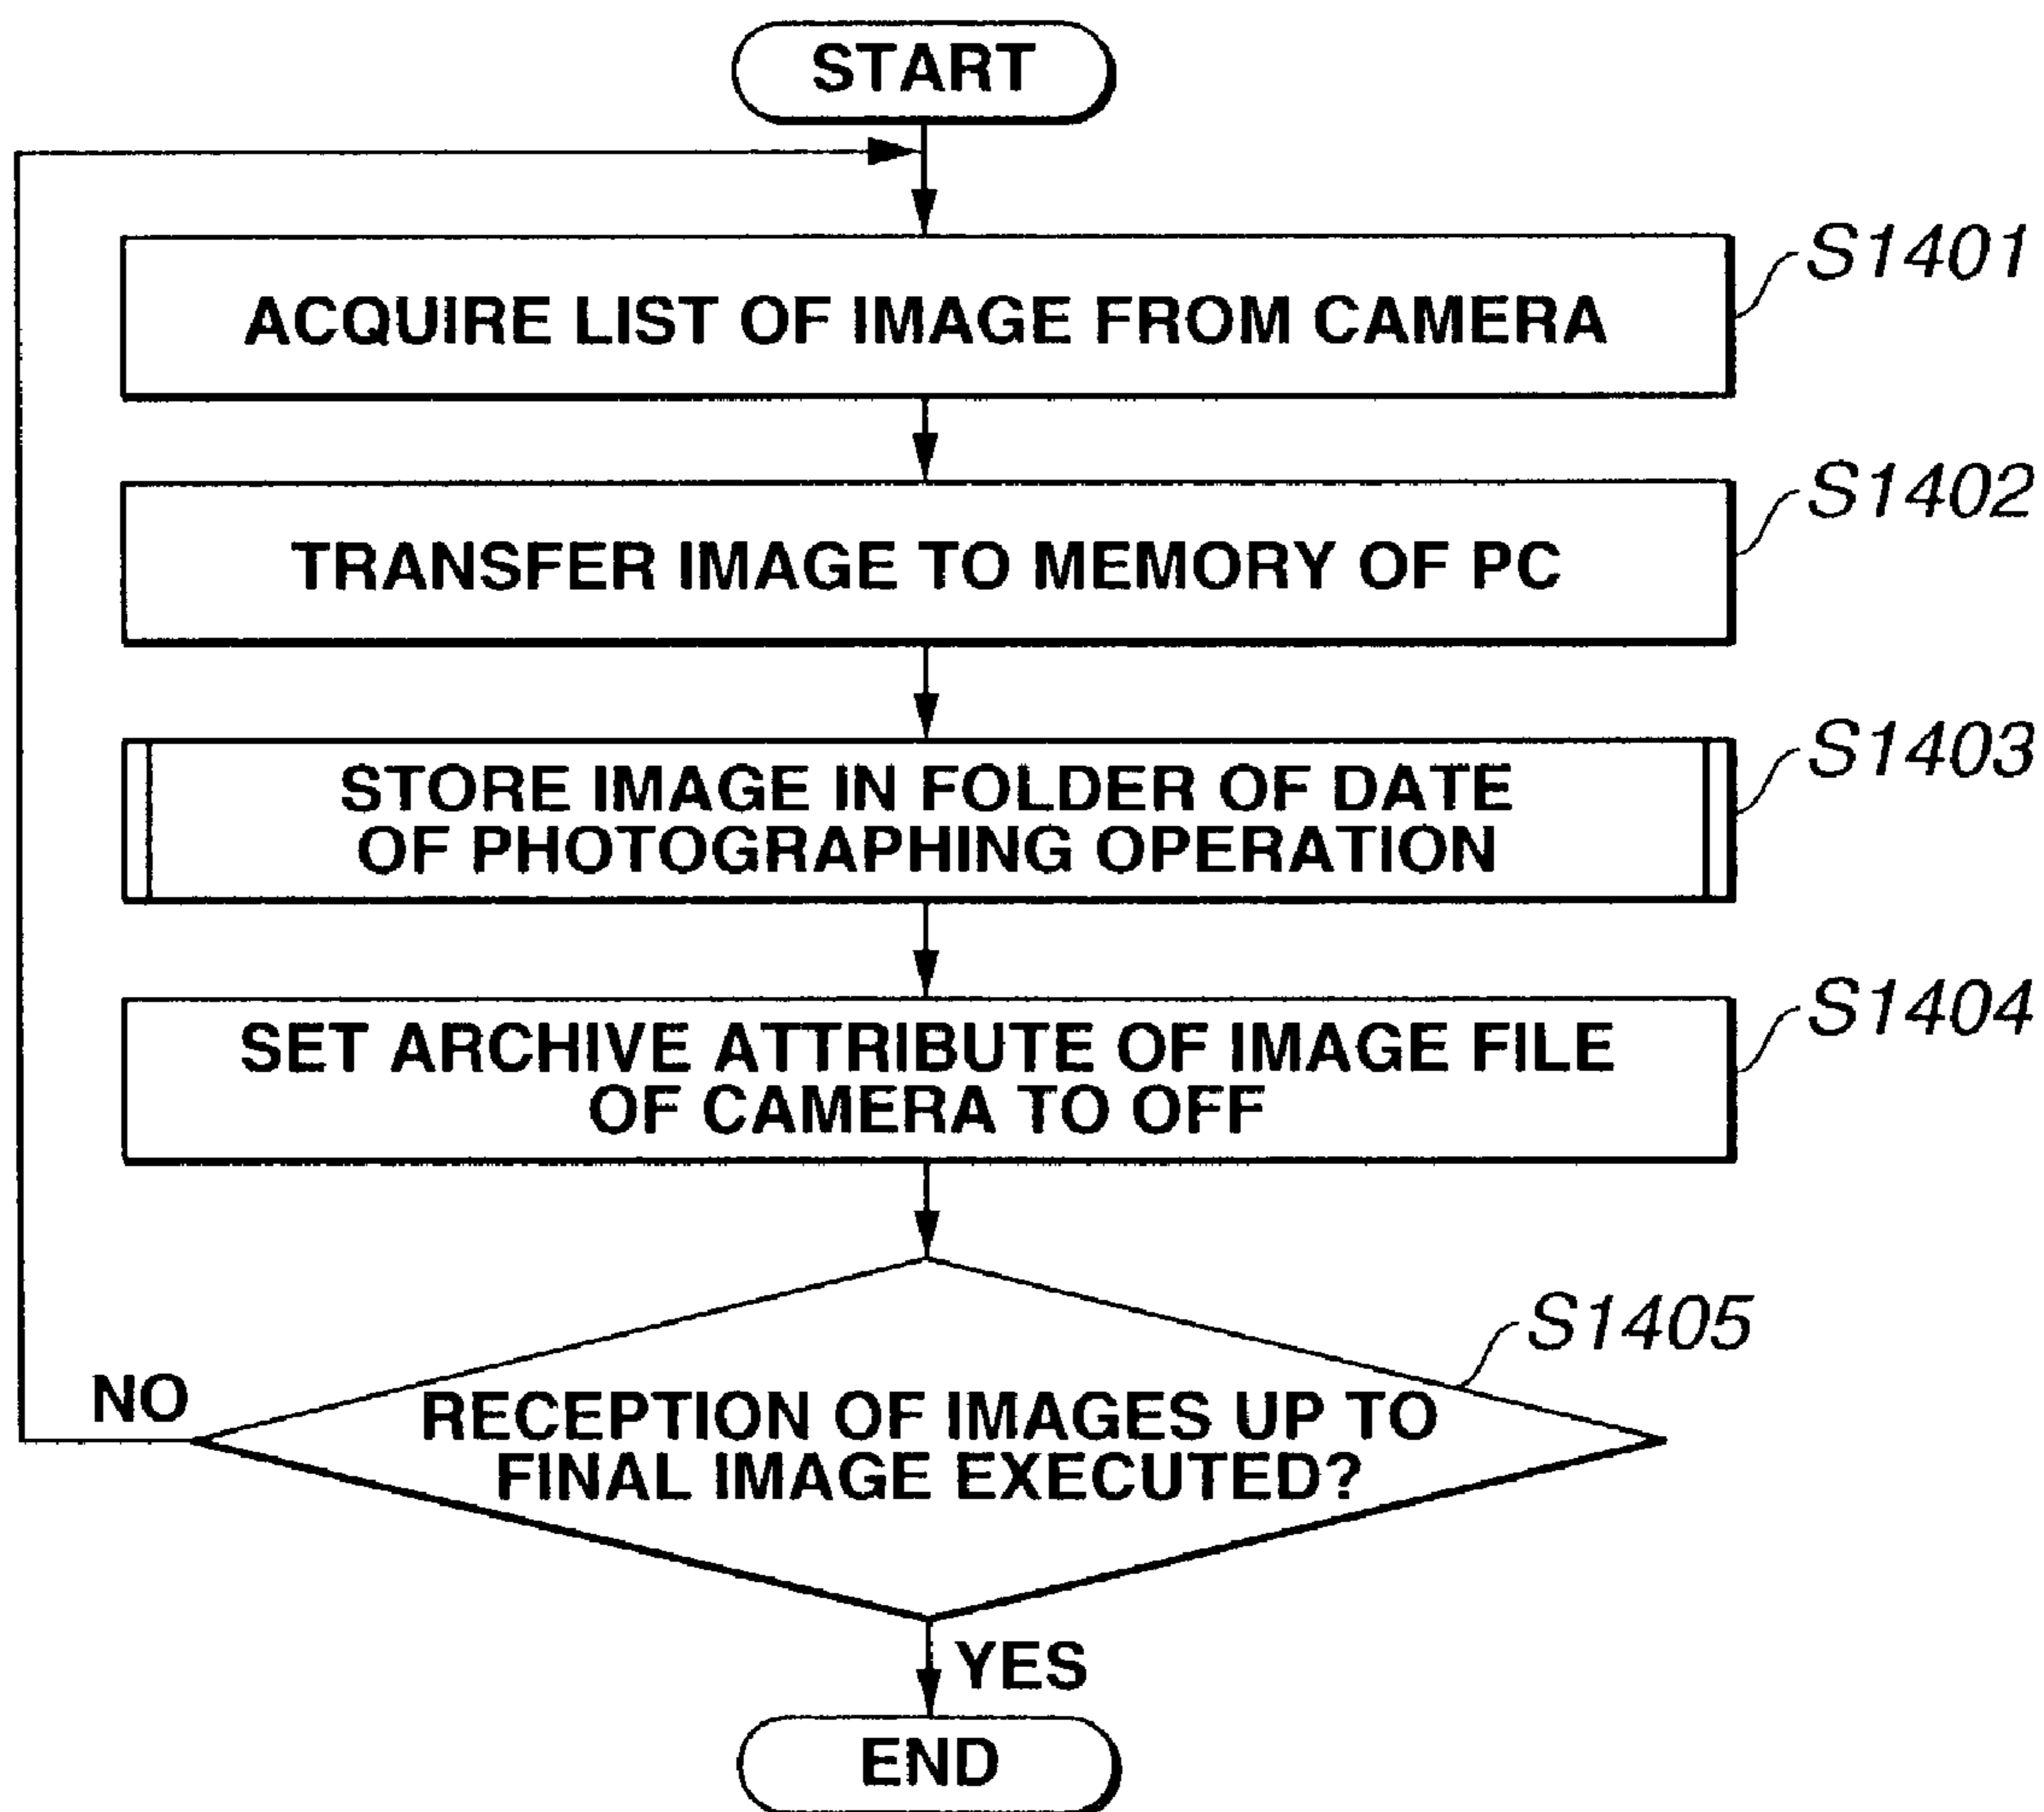 START
ACQUIRE LIST OF IMAGE FROM CAMERA
S1401
TRANSFER IMAGE TO MEMORY OF PC
S1402
STORE IMAGE IN FOLDER OF DATE
OF PHOTOGRAPHING OPERATION
S1403
SET ARCHIVE ATTRIBUTE OF IMAGE FILE
OF CAMERA TO OFF
S1404
RECEPTION OF IMAGES UP TO
FINAL IMAGE EXECUTED?
S1405
NO
YES
END